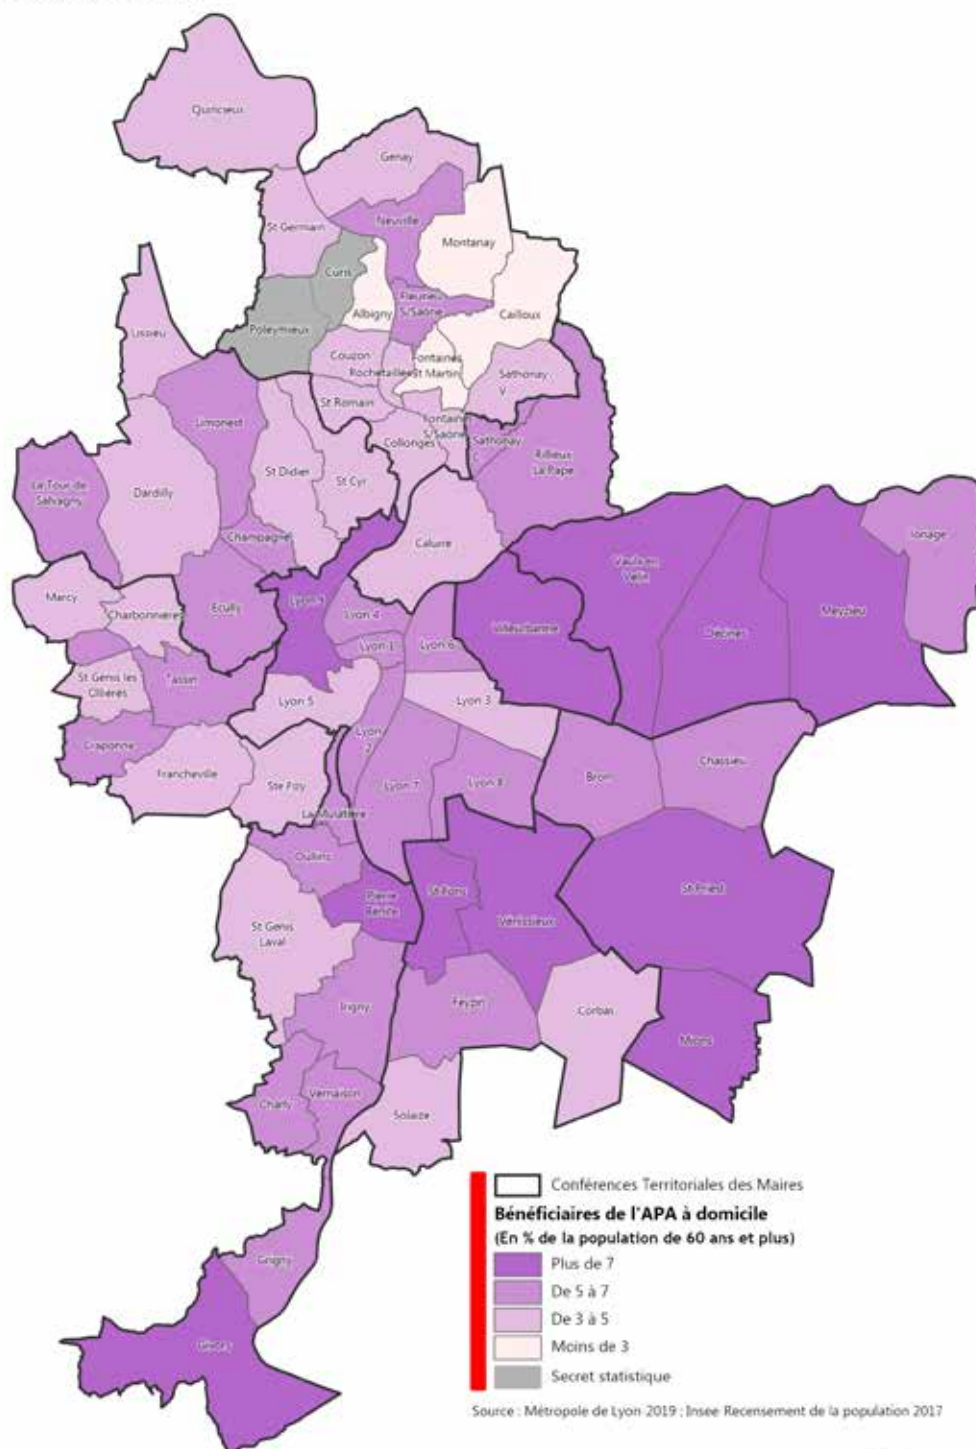 Quincieux
Genay
St Germain
Neuville
Montanay
Curis
Albigny
Fleurieu
S/Saône
Cailloux
Poleymieux
Lissieu
Couzon
Rochetaillée
Fontaines
St Martin
Sathonay
V
St Romain
Limonest
Fontaines
S/Saône
Collonges
Sathonay
C
Rillieux
La Pape
La Tour de
Salvagny
Dardilly
St Didier
St Cyr
Champagne
Caluire
Jonage
Vaulx en
Velin
Meyzieu
Décines
Marcy
Charbonnières
Ecully
Lyon 9
Lyon 4
Villeurbanne
Lyon 1
Lyon 6
St Genis les
Ollières
Tassin
Lyon 5
Lyon 3
Lyon
2
Craponne
Francheville
Ste Foy
Lyon 7
Lyon 8
Bron
Chassieu
La Mulatière
Oullins
Pierre
Bénite
St Fons
St Priest
Vénissieux
St Genis
Laval
Irigny
Feyzin
Corbas
Mions
Charly
Vernaison
Solaize
Grigny
Givors
Conférences Territoriales des Maires
Bénéficiaires de l'APA à domicile
(En % de la population de 60 ans et plus)
Plus de 7
De 5 à 7
De 3 à 5
Moins de 3
Secret statistique
Source : Métropole de Lyon 2019 ; Insee Recensement de la population 2017